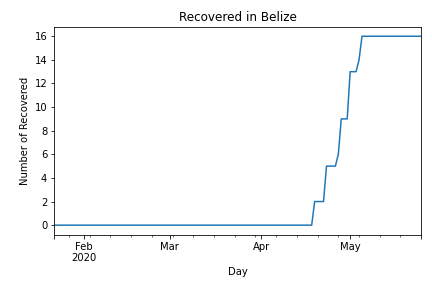 Recovered in Belize
16
14
12
10
8
6
4
2
0
Number of Recovered
Feb
2020
Mar
Apr
May
Day